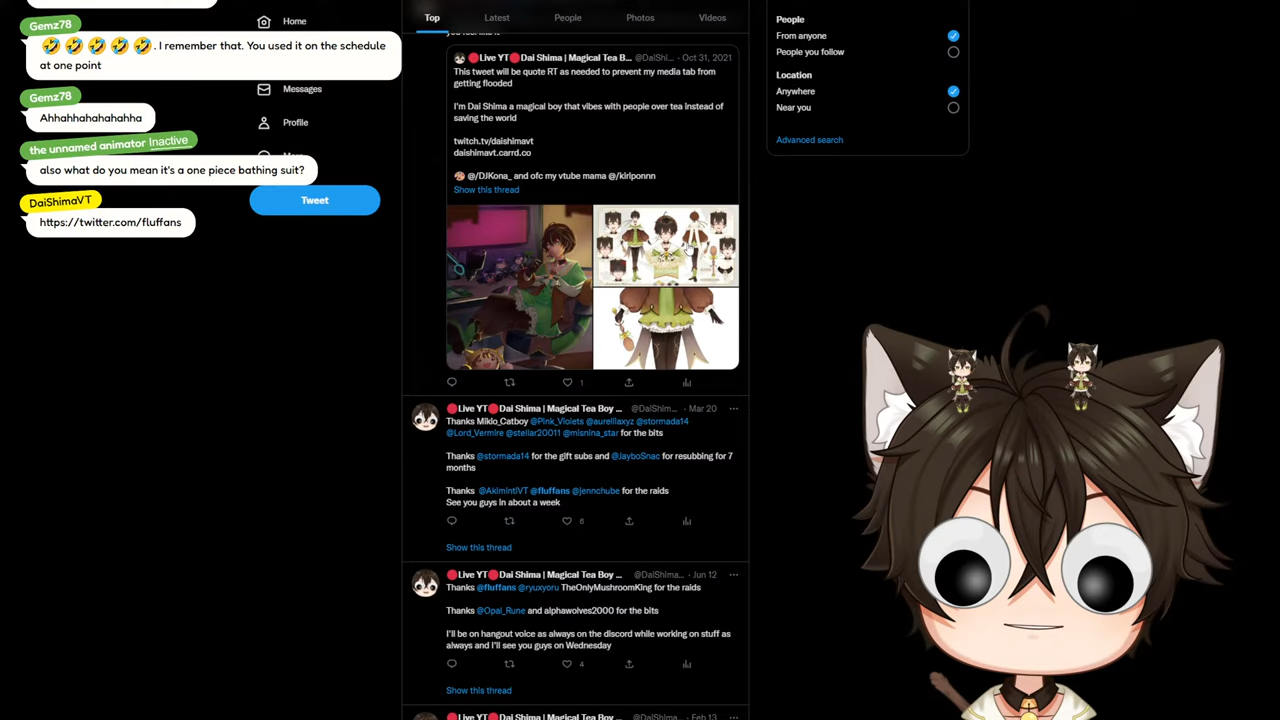 Gemz78
🤣🤣🤣🤣🤣. I remember that. You used it on the schedule
at one point
Gemz78
Ahhahhahahahahha
the unnamed animator Inactive
also what do you mean it's a one piece bathing suit?
DaiShimaVT
https://twitter.com/fluffans
Home
Messages
Profile
Tweet
Top
Latest
People
Photos
Videos
🔴Live YT🔴Dai Shima | Magical Tea B... @DaiShi... · Oct 31, 2021
This tweet will be quote RT as needed to prevent my media tab from
getting flooded
I'm Dai Shima a magical boy that vibes with people over tea instead of
saving the world
twitch.tv/daishimavt
daishimavt.carrd.co
🎨 @/DJKona_ and ofc my vtube mama @/kirlponnn
Show this thread
1
🔴Live YT🔴Dai Shima | Magical Tea Boy ... @DaiShim... · Mar 20
Thanks Mikio_Catboy @Pink_Violets @aurelliaxyz @stormada14
@Lord_Vermire @stellar20011 @misnina_star for the bits
Thanks @stormada14 for the gift subs and @JayboSnac for resubbing for 7
months
Thanks @AkimintiVT @fluffans @jennchube for the raids
See you guys in about a week
6
Show this thread
🔴Live YT🔴Dai Shima | Magical Tea Boy ... @DaiShima... · Jun 12
Thanks @fluffans @ryuxyoru TheOnlyMushroomKing for the raids
Thanks @Opal_Rune and alphawolves2000 for the bits
I'll be on hangout voice as always on the discord while working on stuff as
always and I'll see you guys on Wednesday
4
Show this thread
🔴Live YT🔴Dai Shima | Magical Tea Boy ... @DaiShima... · Feb 13
People
From anyone
People you follow
Location
Anywhere
Near you
Advanced search